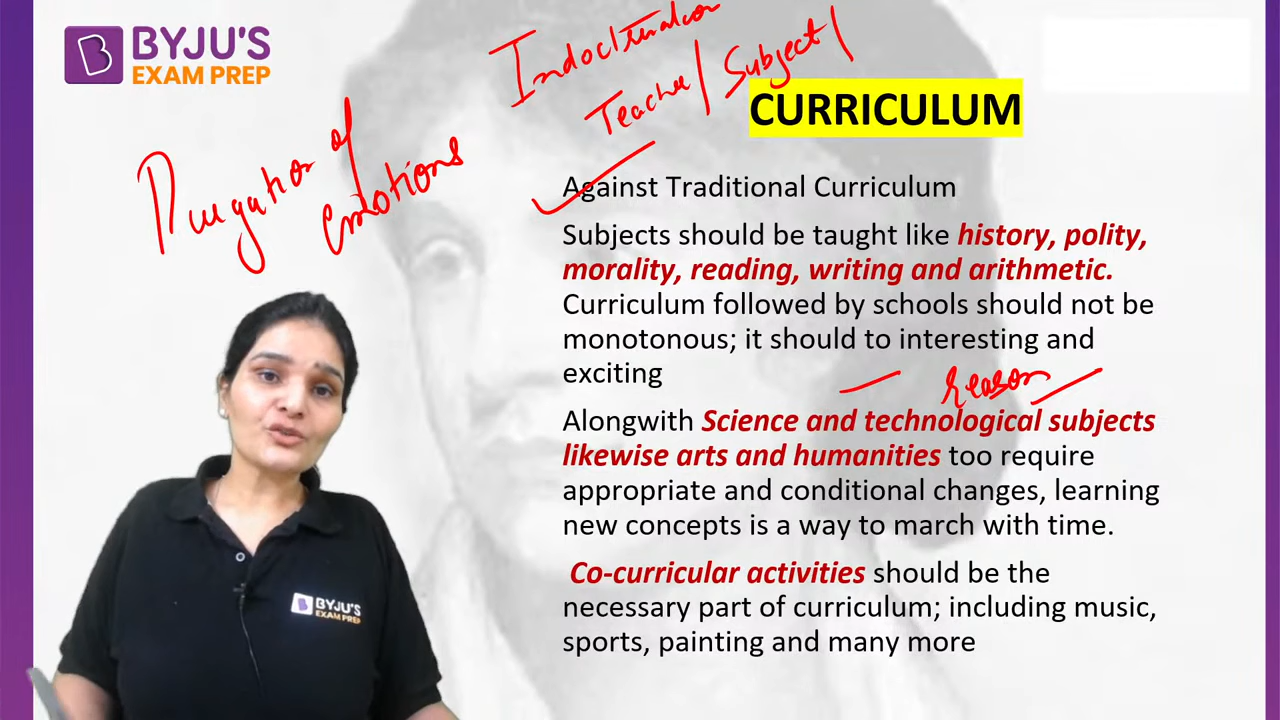 BYJU'S
EXAM PREP
Indoctrination
Teacher/Subject/
CURRICULUM
Purgation of
emotions
Against Traditional Curriculum
Subjects should be taught like history, polity,
morality, reading, writing and arithmetic.
Curriculum followed by schools should not be
monotonous; it should to interesting and
exciting
reason
Alongwith Science and technological subjects
likewise arts and humanities too require
appropriate and conditional changes, learning
new concepts is a way to march with time.
Co-curricular activities should be the
necessary part of curriculum; including music,
sports, painting and many more
BYJU'S
EXAM PREP